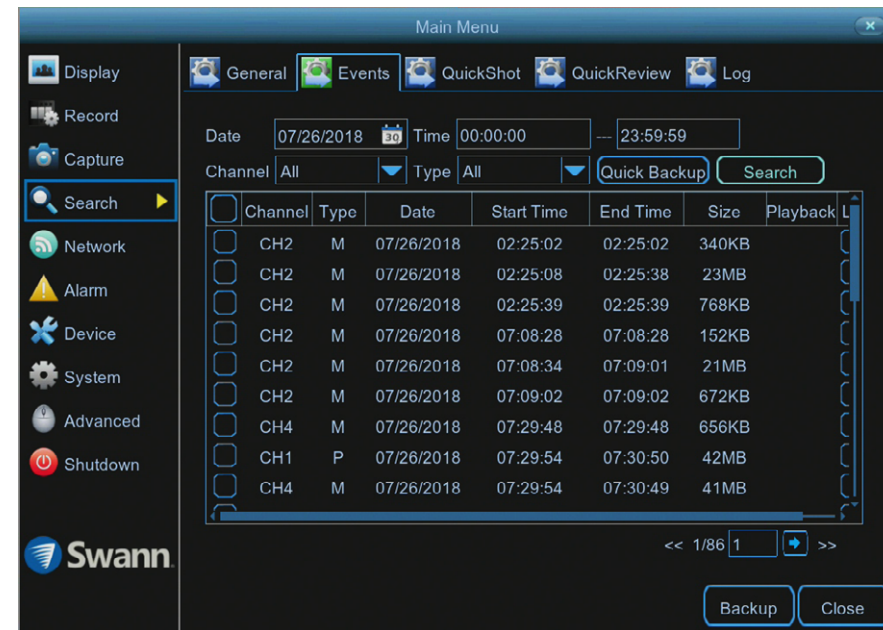 Main Menu
Display
Record
Capture
Search
Network
Alarm
Device
System
Advanced
Shutdown
Swann.
General Events QuickShot QuickReview Log
Date 07/26/2018 30 Time 00:00:00 --- 23:59:59
Channel All Type All Quick Backup Search
Channel Type Date Start Time End Time Size Playback L
CH2 M 07/26/2018 02:25:02 02:25:02 340KB
CH2 M 07/26/2018 02:25:08 02:25:38 23MB
CH2 M 07/26/2018 02:25:39 02:25:39 768KB
CH2 M 07/26/2018 07:08:28 07:08:28 152KB
CH2 M 07/26/2018 07:08:34 07:09:01 21MB
CH2 M 07/26/2018 07:09:02 07:09:02 672KB
CH4 M 07/26/2018 07:29:48 07:29:48 656KB
CH1 P 07/26/2018 07:29:54 07:30:50 42MB
CH4 M 07/26/2018 07:29:54 07:30:49 41MB
<< 1/86 1 >>
Backup Close